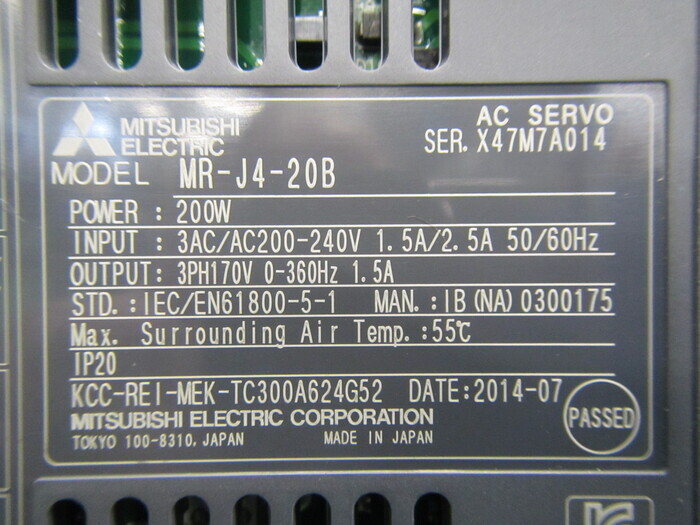 MITSUBISHI ELECTRIC
AC SERVO
SER. X47M7A014
MODEL MR-J4-20B
POWER : 200W
INPUT : 3AC/AC200-240V 1.5A/2.5A 50/60Hz
OUTPUT: 3PH170V 0-360Hz 1.5A
STD. : IEC/EN61800-5-1 MAN. : IB(NA)0300175
Max. Surrounding Air Temp. :55℃
IP20
KCC-REI-MEK-TC300A624G52 DATE:2014-07
MITSUBISHI ELECTRIC CORPORATION
TOKYO 100-8310, JAPAN MADE IN JAPAN
PASSED